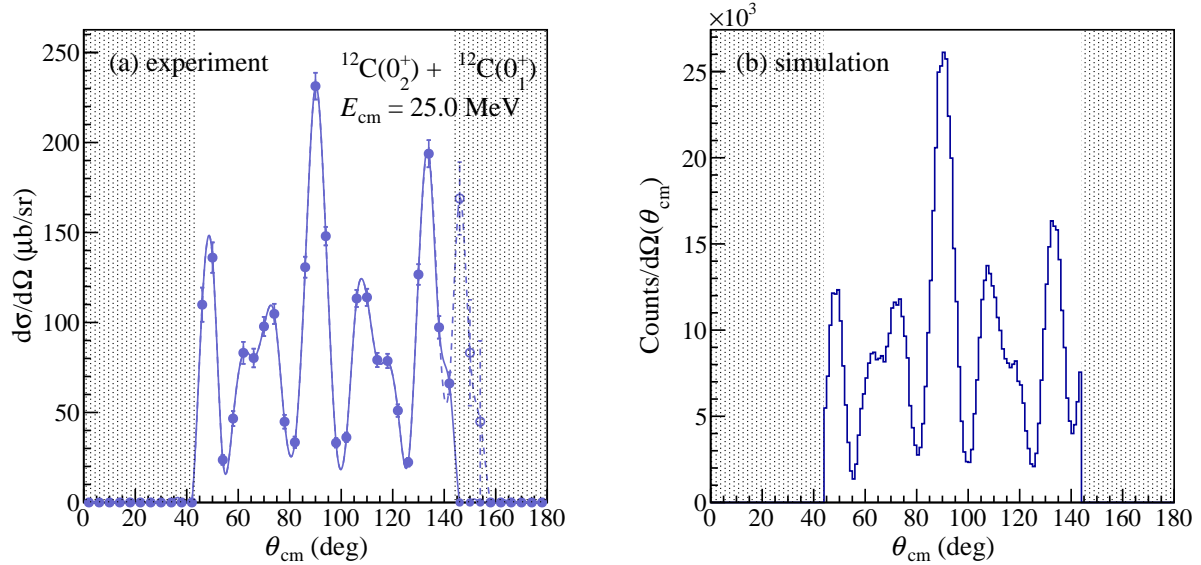 (a) experiment
¹²C(0₂⁺) + ¹²C(0₁⁺)
E_cm = 25.0 MeV
dσ/dΩ (μb/sr)
250
200
150
100
50
0
0 20 40 60 80 100 120 140 160 180
θ_cm (deg)
×10³
(b) simulation
Counts/dΩ(θ_cm)
25
20
15
10
5
0
0 20 40 60 80 100 120 140 160 180
θ_cm (deg)